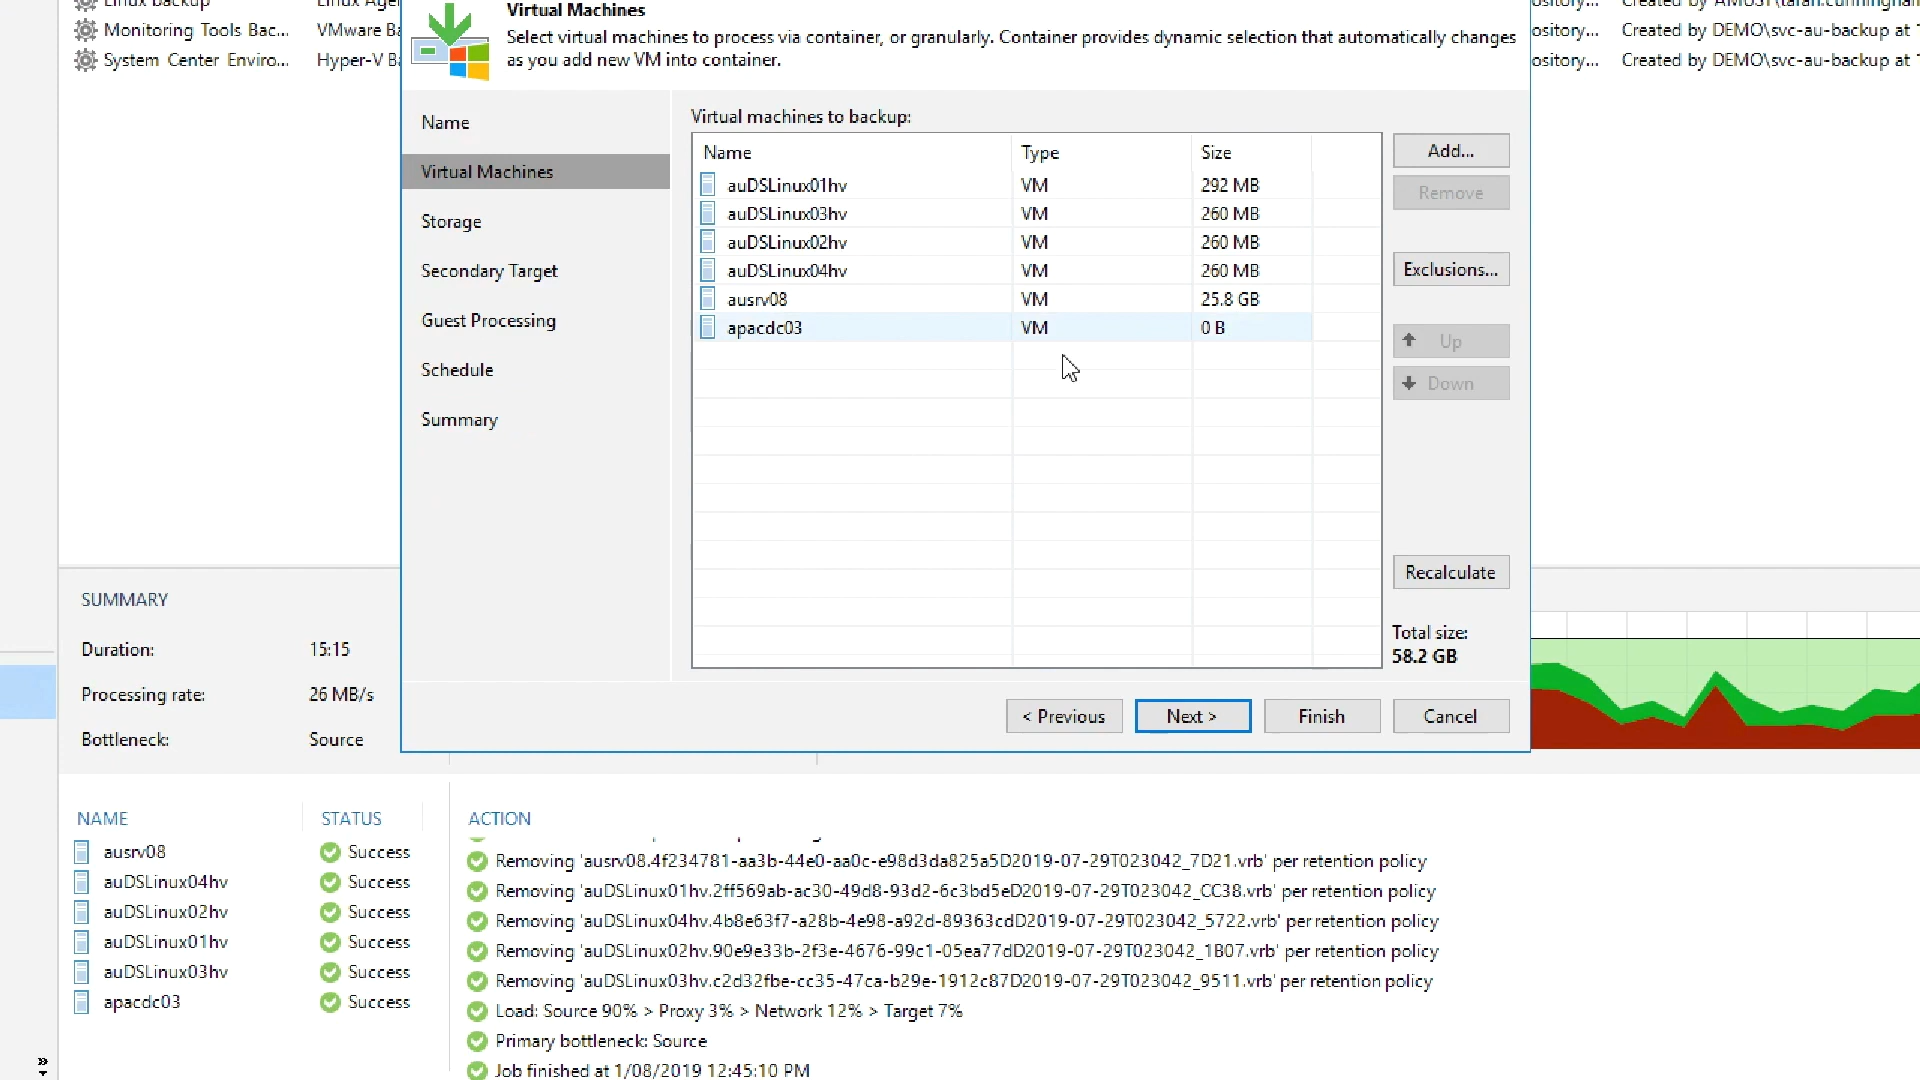 Linux Backup
Linux Age
ository...
Monitoring Tools Bac...
VMware Ba
ository...
Created by DEMO\svc-au-backup at
System Center Enviro...
Hyper-V Ba
ository...
Created by DEMO\svc-au-backup at
Virtual Machines
Select virtual machines to process via container, or granularly. Container provides dynamic selection that automatically changes
as you add new VM into container.
Name
Virtual Machines
Storage
Secondary Target
Guest Processing
Schedule
Summary
Virtual machines to backup:
Name Type Size
auDSLinux01hv VM 292 MB
auDSLinux03hv VM 260 MB
auDSLinux02hv VM 260 MB
auDSLinux04hv VM 260 MB
ausrv08 VM 25.8 GB
apacdc03 VM 0 B
Add...
Remove
Exclusions...
Up
Down
Recalculate
Total size:
58.2 GB
< Previous
Next >
Finish
Cancel
SUMMARY
Duration: 15:15
Processing rate: 26 MB/s
Bottleneck: Source
NAME STATUS
ausrv08 Success
auDSLinux04hv Success
auDSLinux02hv Success
auDSLinux01hv Success
auDSLinux03hv Success
apacdc03 Success
ACTION
Removing 'ausrv08.4f234781-aa3b-44e0-aa0c-e98d3da825a5D2019-07-29T023042_7D21.vrb' per retention policy
Removing 'auDSLinux01hv.2ff569ab-ac30-49d8-93d2-6c3bd5eD2019-07-29T023042_CC38.vrb' per retention policy
Removing 'auDSLinux04hv.4b8e63f7-a28b-4e98-a92d-89363cdD2019-07-29T023042_5722.vrb' per retention policy
Removing 'auDSLinux02hv.90e9e33b-2f3e-4676-99c1-05ea77dD2019-07-29T023042_1B07.vrb' per retention policy
Removing 'auDSLinux03hv.c2d32fbe-cc35-47ca-b29e-1912c87D2019-07-29T023042_9511.vrb' per retention policy
Load: Source 90% > Proxy 3% > Network 12% > Target 7%
Primary bottleneck: Source
Job finished at 1/08/2019 12:45:10 PM